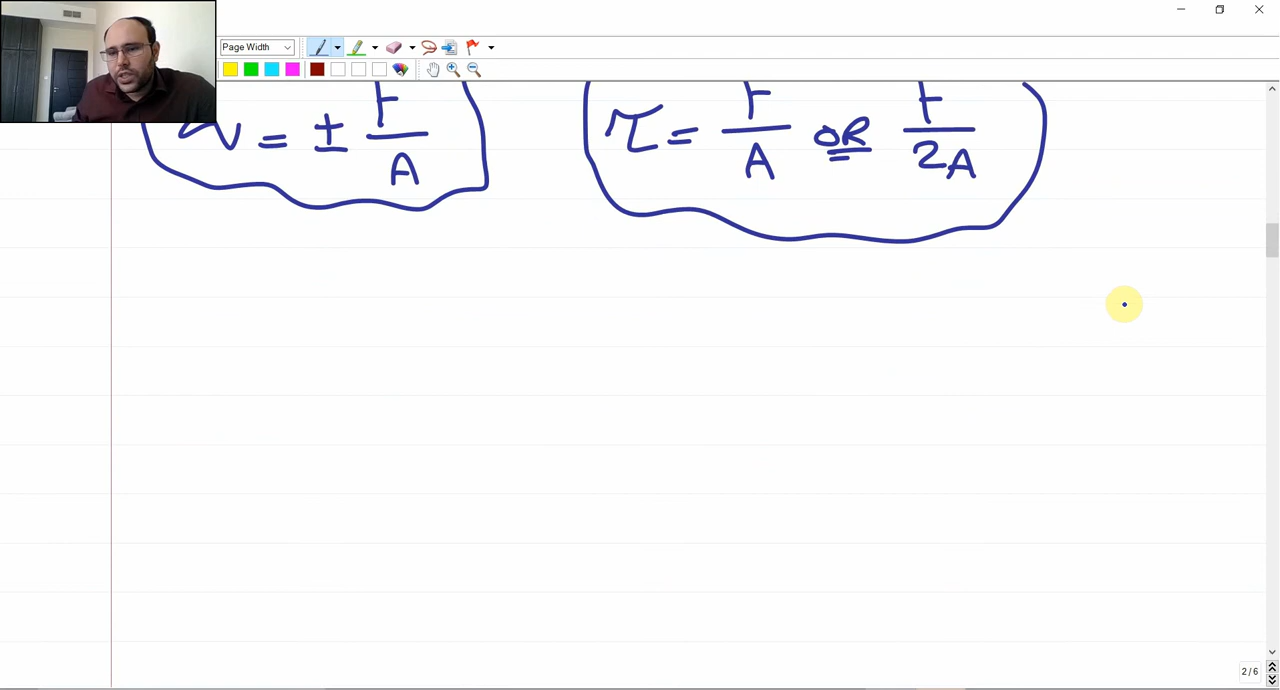 Page Width
= ± F/A
τ = F/A OR F/2A
2 / 6